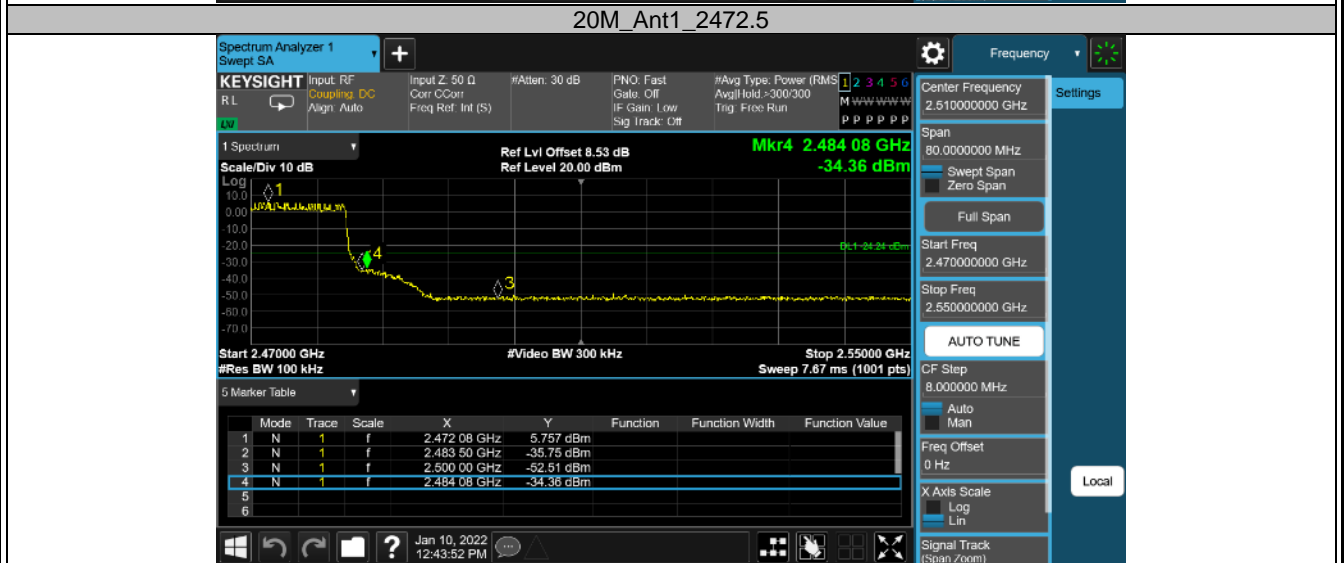 20M_Ant1_2472.5
Spectrum Analyzer 1
Swept SA
+
Frequency
KEYSIGHT
RL
Input: RF
Coupling: DC
Align: Auto
Input Z: 50 Ω
Corr CCorr
Freq Ref: Int (S)
#Atten: 30 dB
PNO: Fast
Gate: Off
IF Gain: Low
Sig Track: Off
#Avg Type: Power (RMS
Avg|Hold:>300/300
Trig: Free Run
1 2 3 4 5 6
M W W W W W
P P P P P P
Center Frequency
2.510000000 GHz
Settings
Span
80.0000000 MHz
Swept Span
Zero Span
Full Span
Start Freq
2.470000000 GHz
Stop Freq
2.550000000 GHz
AUTO TUNE
CF Step
8.000000 MHz
Auto
Man
Freq Offset
0 Hz
X Axis Scale
Log
Lin
Signal Track
(Span Zoom)
Local
1 Spectrum
Scale/Div 10 dB
Ref Lvl Offset 8.53 dB
Ref Level 20.00 dBm
Mkr4 2.484 08 GHz
-34.36 dBm
Log
10.0
0.00
-10.0
-20.0
-30.0
-40.0
-50.0
-60.0
-70.0
1
4
3
DL1 -24.24 dBm
Start 2.47000 GHz
#Video BW 300 kHz
Stop 2.55000 GHz
#Res BW 100 kHz
Sweep 7.67 ms (1001 pts)
5 Marker Table
Mode Trace Scale X Y Function Function Width Function Value
1 N 1 f 2.472 08 GHz 5.757 dBm
2 N 1 f 2.483 50 GHz -35.75 dBm
3 N 1 f 2.500 00 GHz -52.51 dBm
4 N 1 f 2.484 08 GHz -34.36 dBm
5
6
?
Jan 10, 2022
12:43:52 PM